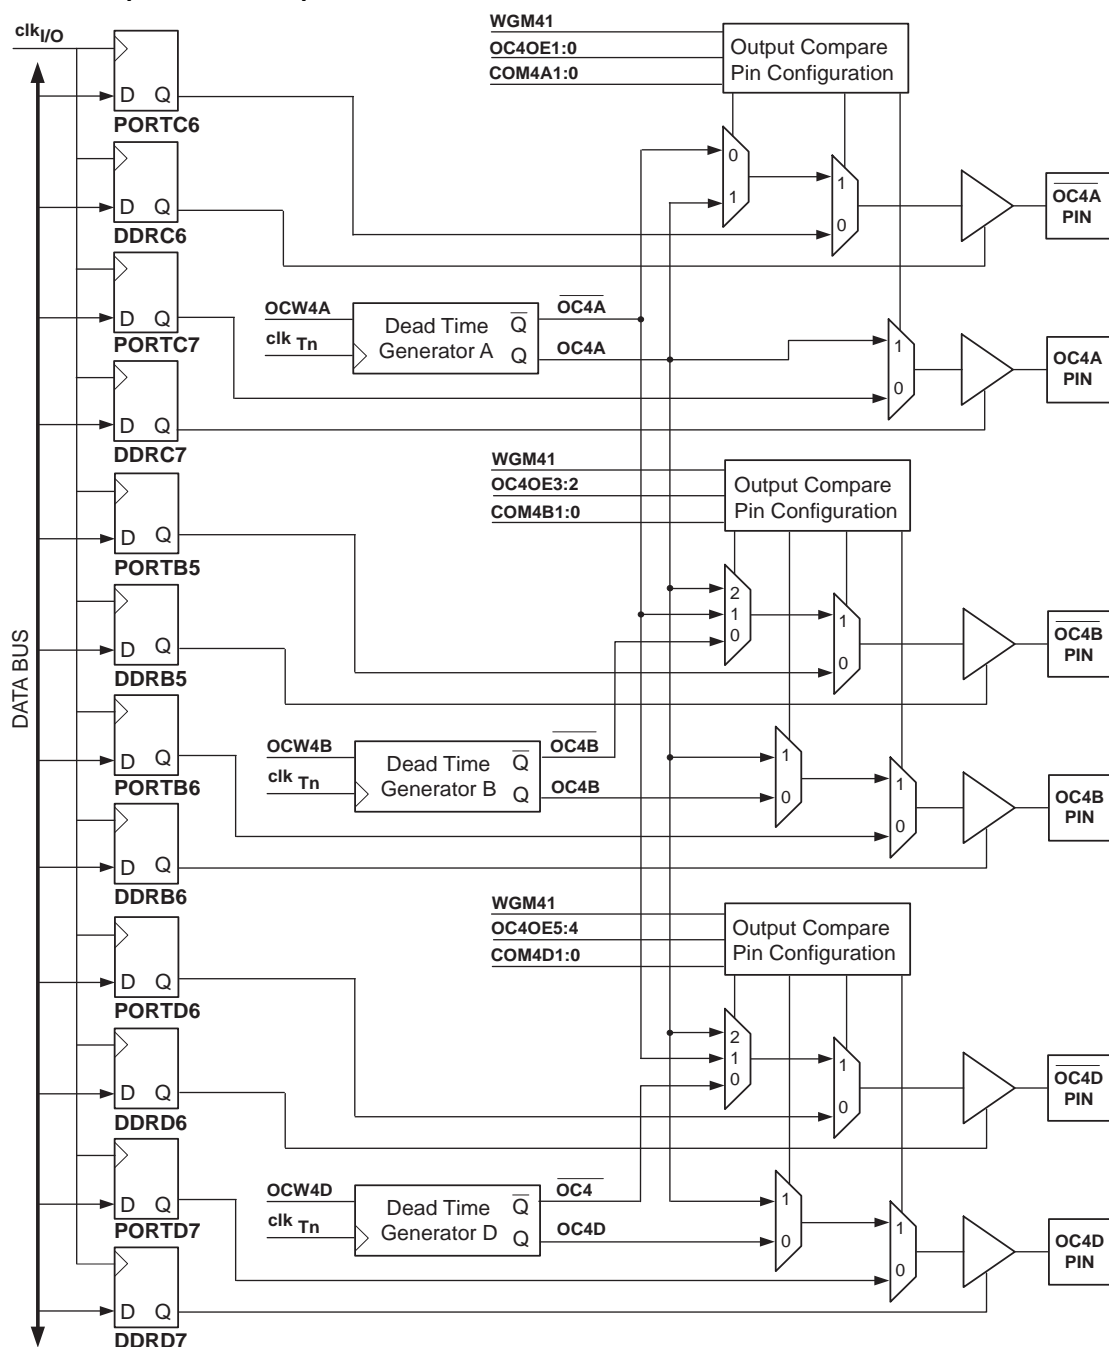 clkI/O
D Q
PORTC6
D Q
DDRC6
D Q
PORTC7
D Q
DDRC7
D Q
PORTB5
D Q
DDRB5
D Q
PORTB6
D Q
DDRB6
D Q
PORTD6
D Q
DDRD6
D Q
PORTD7
D Q
DDRD7
DATA BUS
WGM41
OC4OE1:0
COM4A1:0
Output Compare
Pin Configuration
0
1
1
0
OC4A
PIN
OCW4A
clk Tn
Dead Time
Generator A
Q
Q
OC4A
OC4A
1
0
OC4A
PIN
WGM41
OC4OE3:2
COM4B1:0
Output Compare
Pin Configuration
2
1
0
1
0
OC4B
PIN
OCW4B
clk Tn
Dead Time
Generator B
Q
Q
OC4B
OC4B
1
0
1
0
OC4B
PIN
WGM41
OC4OE5:4
COM4D1:0
Output Compare
Pin Configuration
2
1
0
1
0
OC4D
PIN
OCW4D
clk Tn
Dead Time
Generator D
Q
Q
OC4
OC4D
1
0
1
0
OC4D
PIN